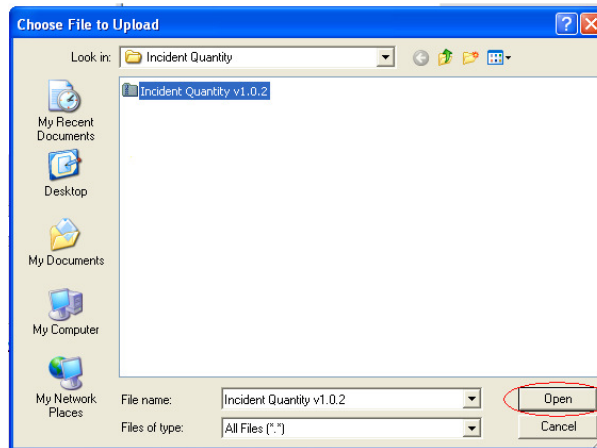 Choose File to Upload
Look in: Incident Quantity
Incident Quantity v1.0.2
My Recent
Documents
Desktop
My Documents
My Computer
My Network
Places
File name: Incident Quantity v1.0.2 Open
Files of type: All Files (*.*) Cancel